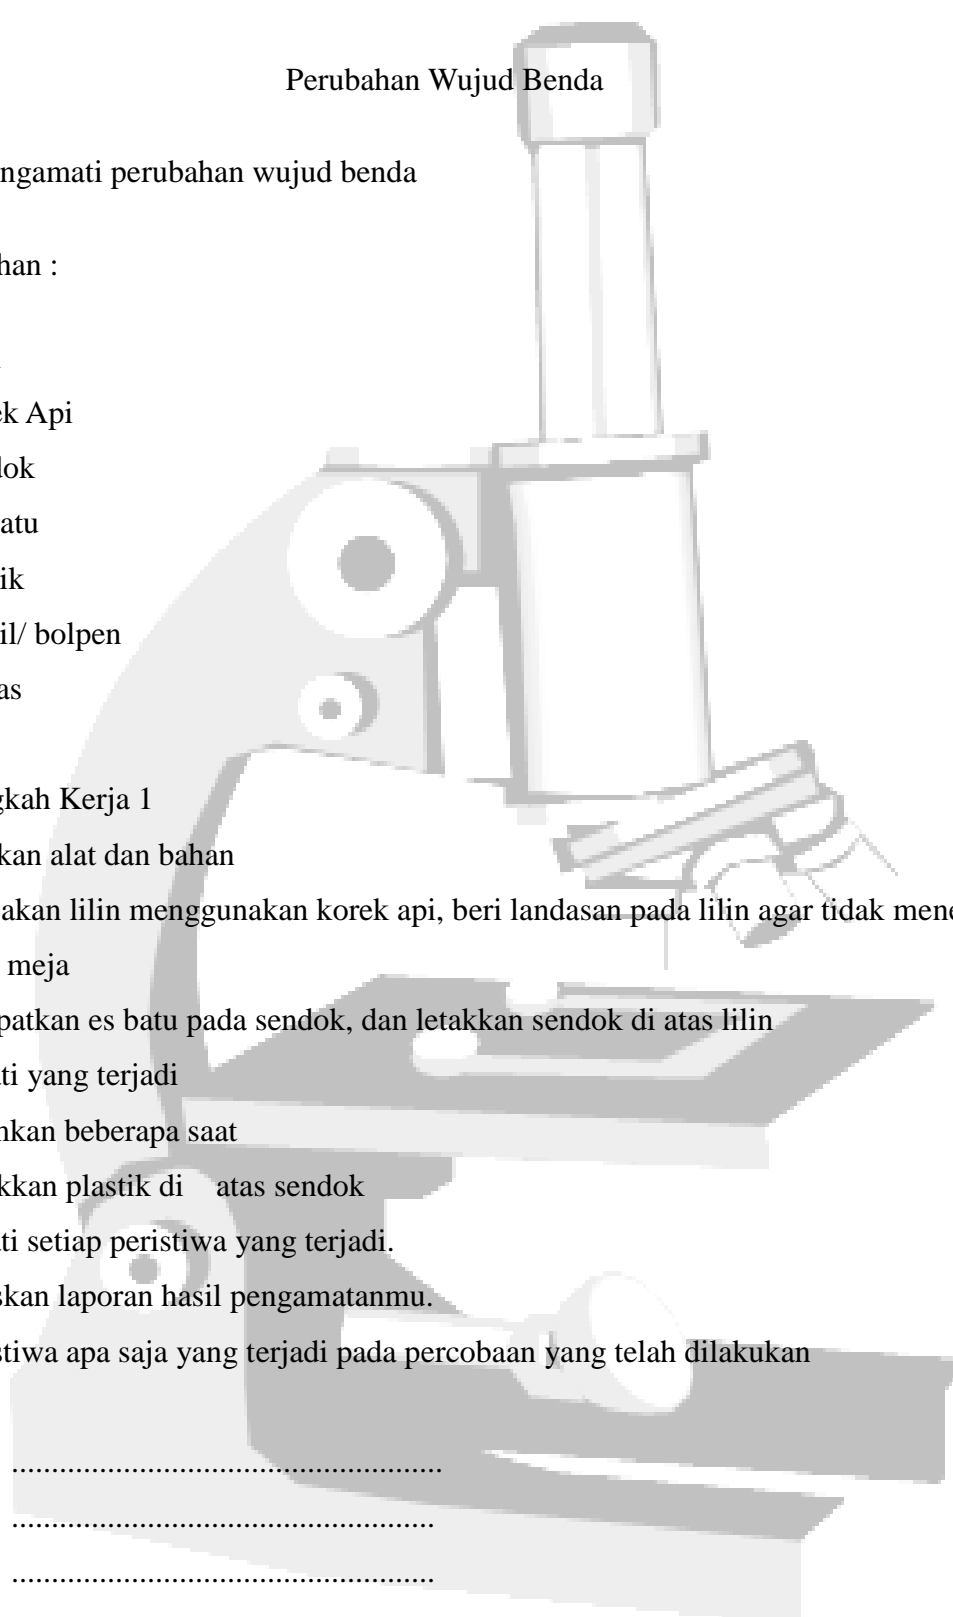 Perubahan Wujud Benda
ngamati perubahan wujud benda
han :
ek Api
dok
atu
ik
il/ bolpen
as
gkah Kerja 1
kan alat dan bahan
akan lilin menggunakan korek api, beri landasan pada lilin agar tidak mene
meja
patkan es batu pada sendok, dan letakkan sendok di atas lilin
ti yang terjadi
nkan beberapa saat
kkan plastik di atas sendok
ti setiap peristiwa yang terjadi.
skan laporan hasil pengamatanmu.
stiwa apa saja yang terjadi pada percobaan yang telah dilakukan
......................................................
.....................................................
.....................................................